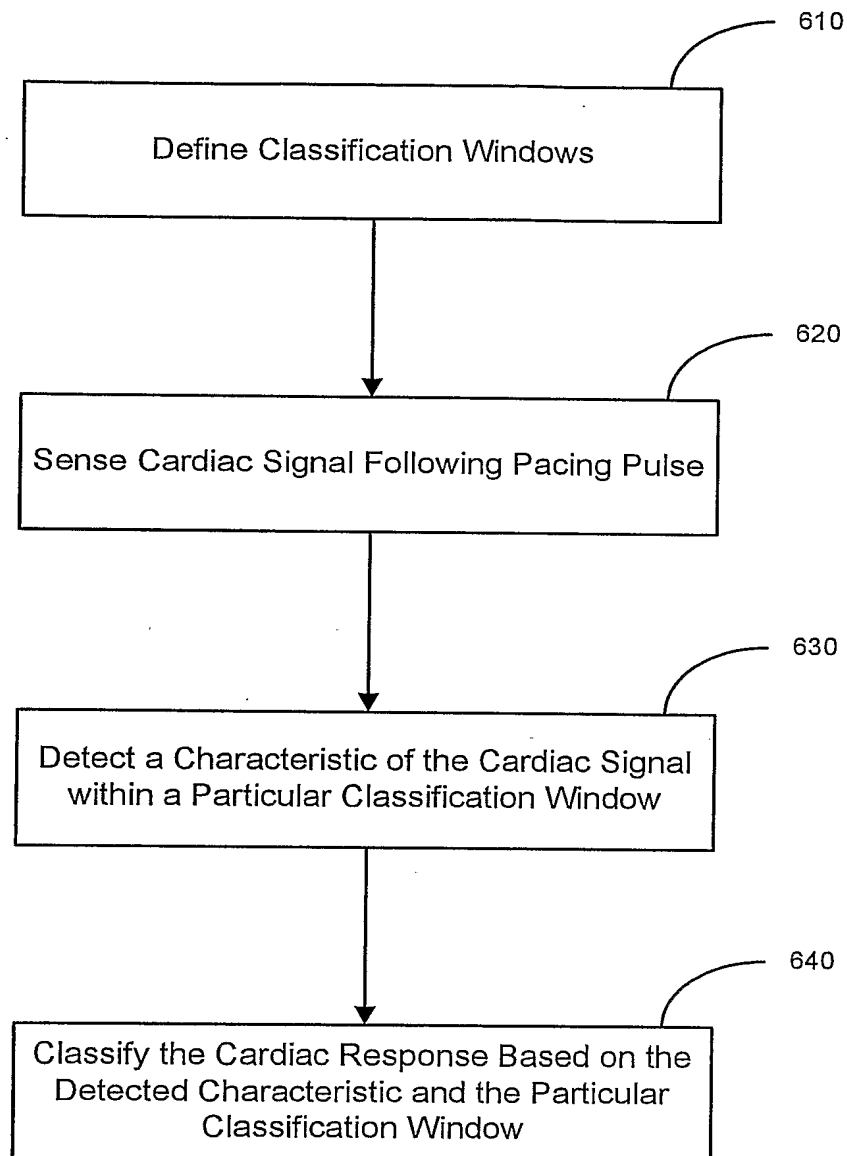 610
Define Classification Windows
620
Sense Cardiac Signal Following Pacing Pulse
630
Detect a Characteristic of the Cardiac Signal
within a Particular Classification Window
640
Classify the Cardiac Response Based on the
Detected Characteristic and the Particular
Classification Window